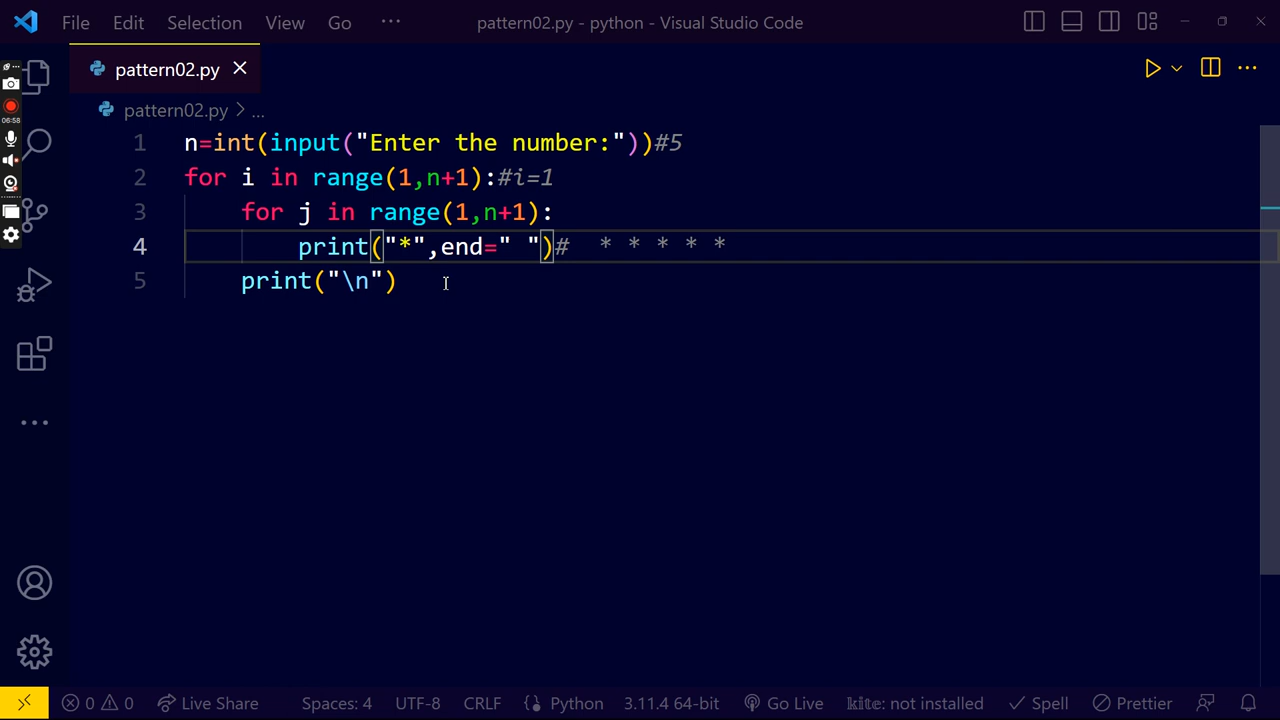 File Edit Selection View Go ··· pattern02.py - python - Visual Studio Code
pattern02.py
pattern02.py > ...
06:58
1 n=int(input("Enter the number:"))#5
2 for i in range(1,n+1):#i=1
3 for j in range(1,n+1):
4 print("*",end=" ")#  * * * * *
5 print("\n")
0 0 Live Share Spaces: 4 UTF-8 CRLF Python 3.11.4 64-bit Go Live kite: not installed Spell Prettier